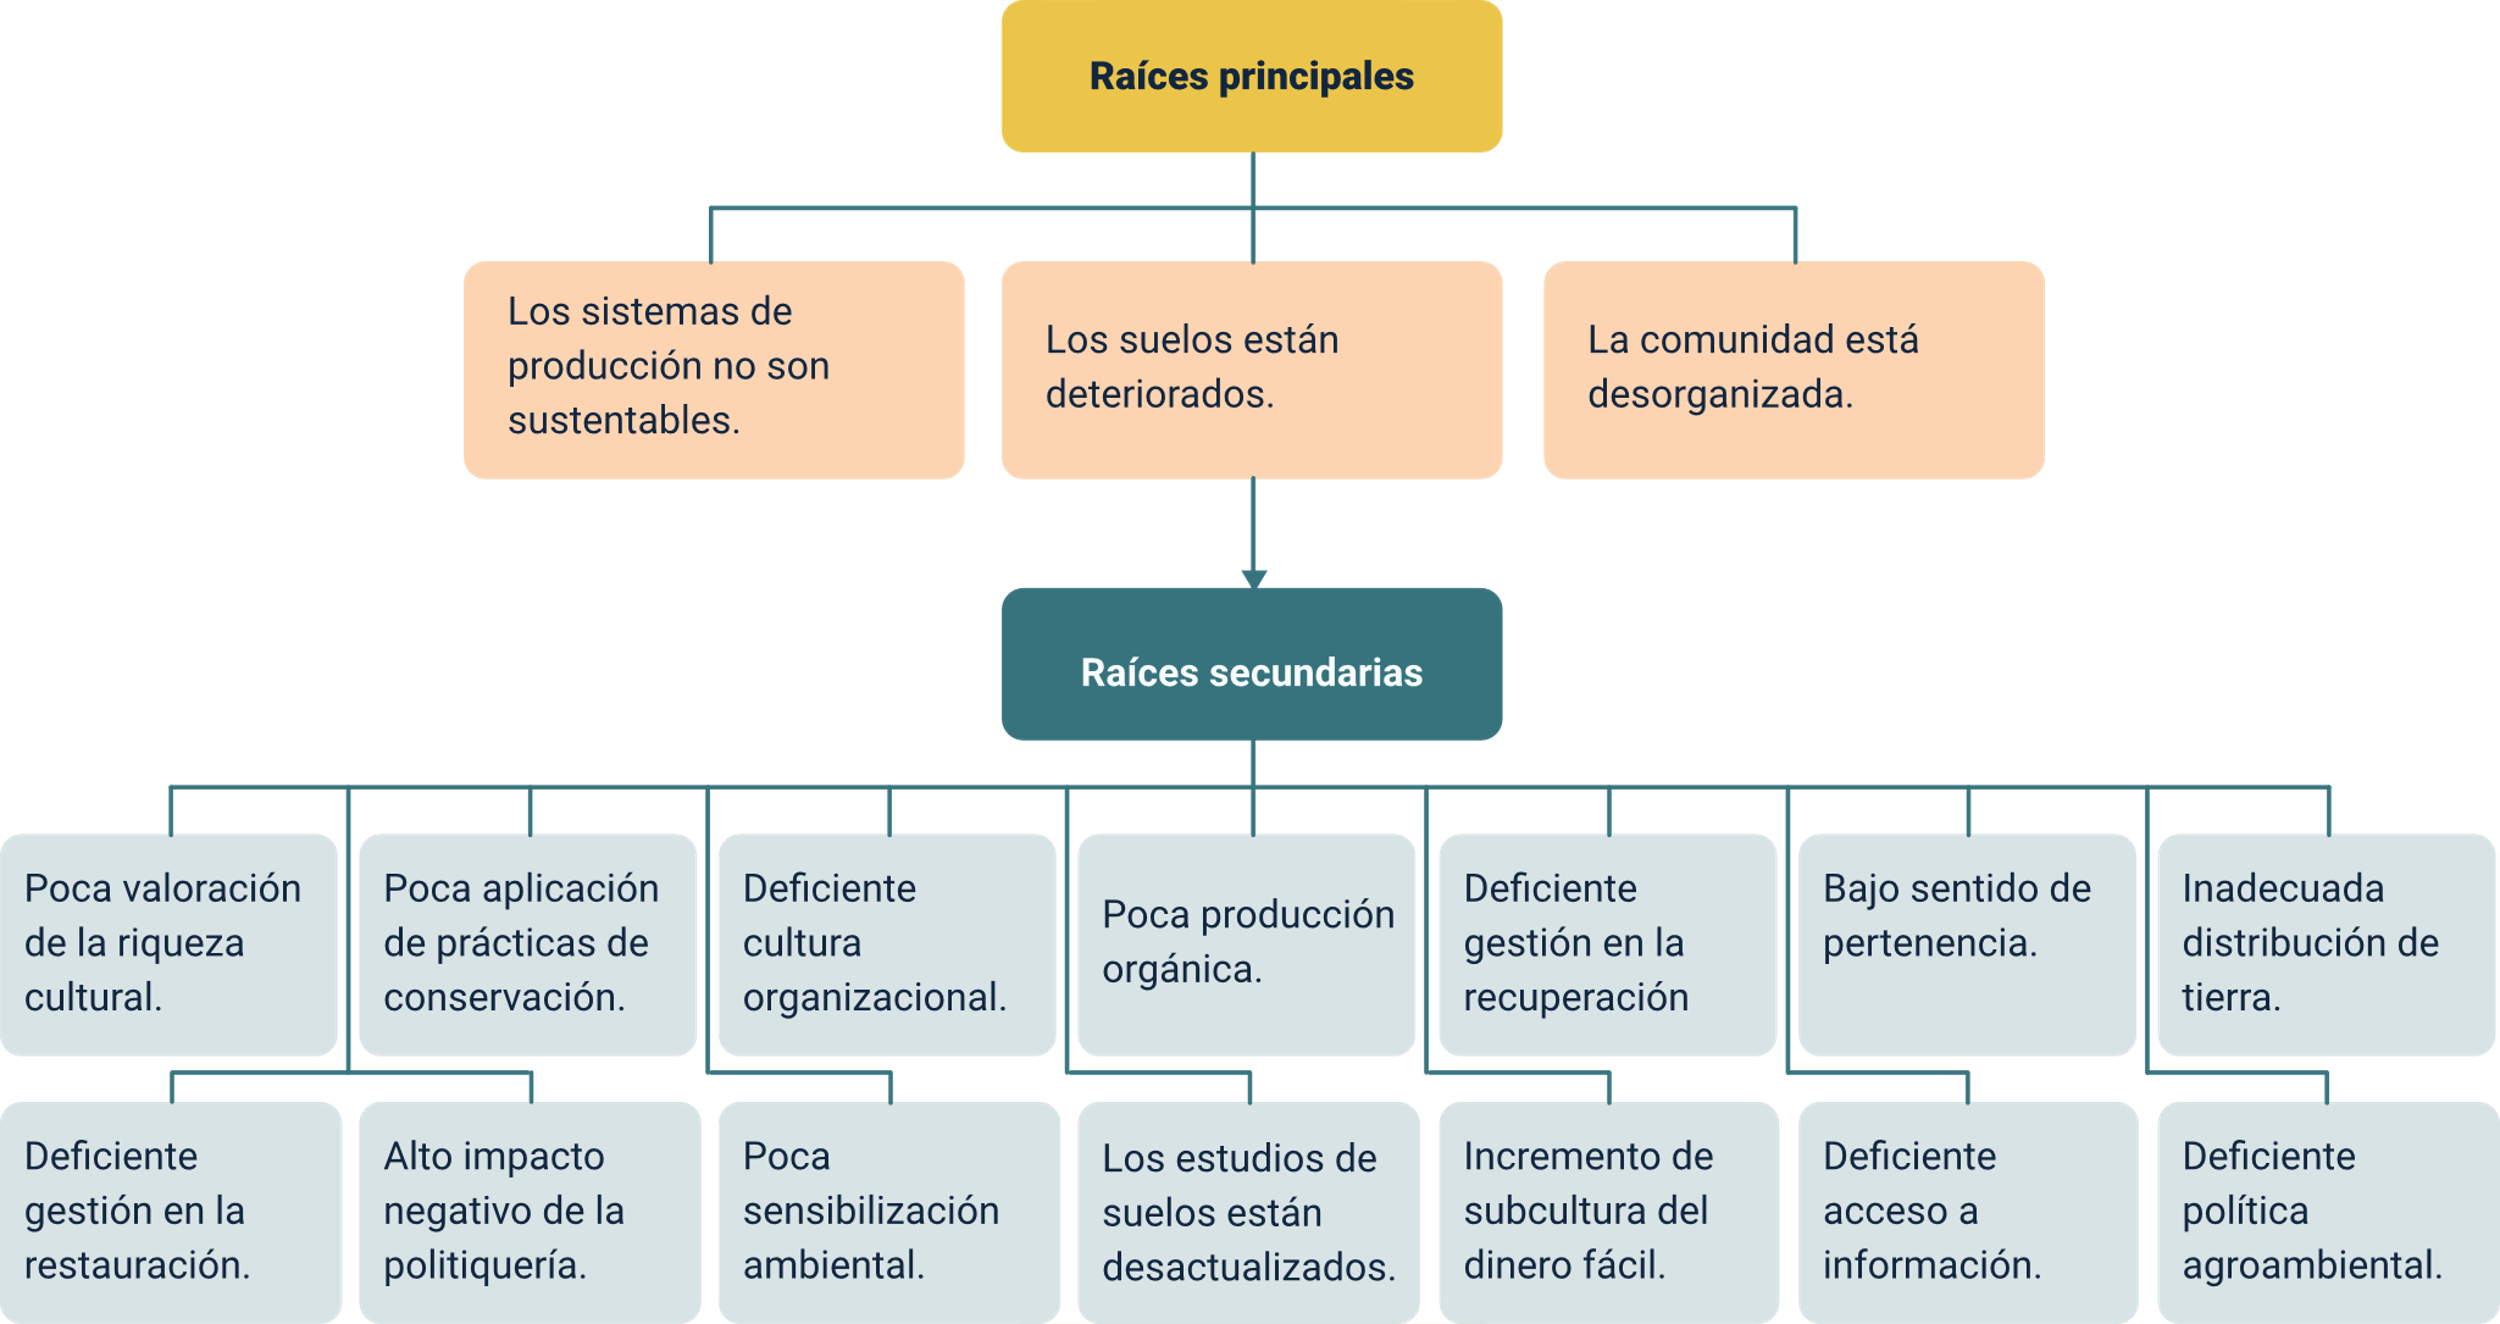 Raíces principales
Los sistemas de
producción no son
sustentables.
Los suelos están
deteriorados.
La comunidad está
desorganizada.
Raíces secundarias
Poca valoración
de la riqueza
cultural.
Poca aplicación
de prácticas de
conservación.
Deficiente
cultura
organizacional.
Poca producción
orgánica.
Deficiente
gestión en la
recuperación
Bajo sentido de
pertenencia.
Inadecuada
distribución de
tierra.
Deficiente
gestión en la
restauración.
Alto impacto
negativo de la
politiquería.
Poca
sensibilización
ambiental.
Los estudios de
suelos están
desactualizados.
Incremento de
subcultura del
dinero fácil.
Deficiente
acceso a
información.
Deficiente
política
agroambiental.